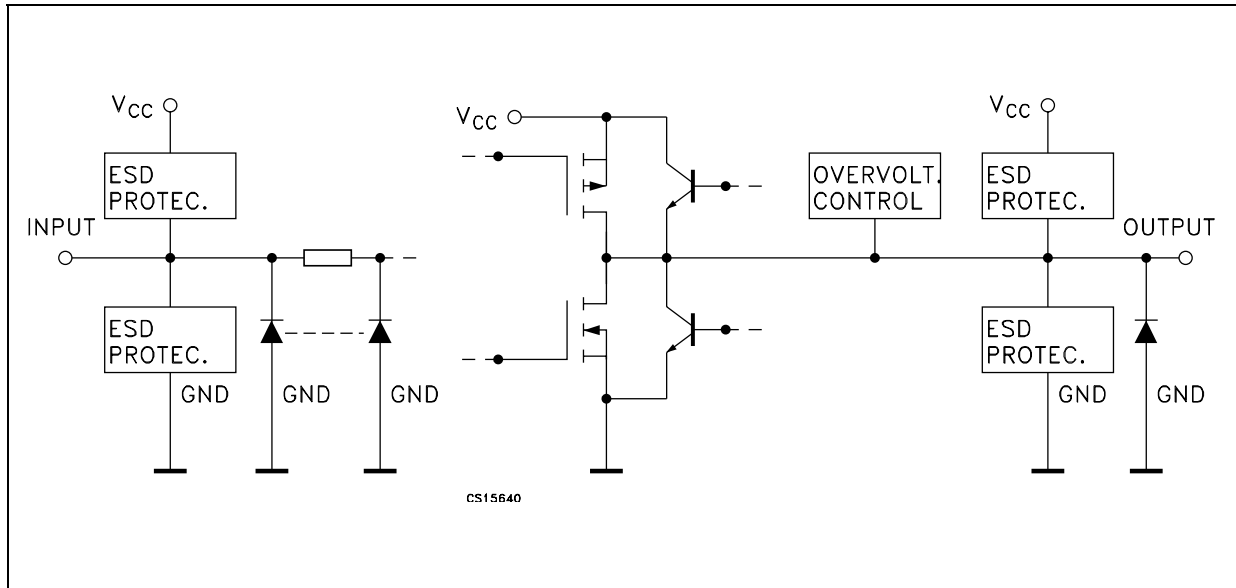 VCC
ESD
PROTEC.
INPUT
ESD
PROTEC.
GND
GND
GND
VCC
CS15640
OVERVOLT.
CONTROL
VCC
ESD
PROTEC.
OUTPUT
ESD
PROTEC.
GND
GND